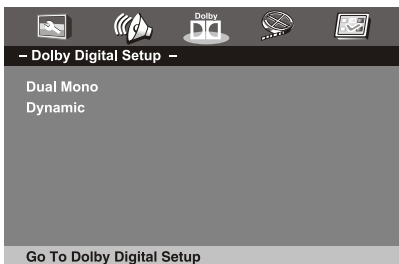 Dolby
– Dolby Digital Setup –
Dual Mono
Dynamic
Go To Dolby Digital Setup